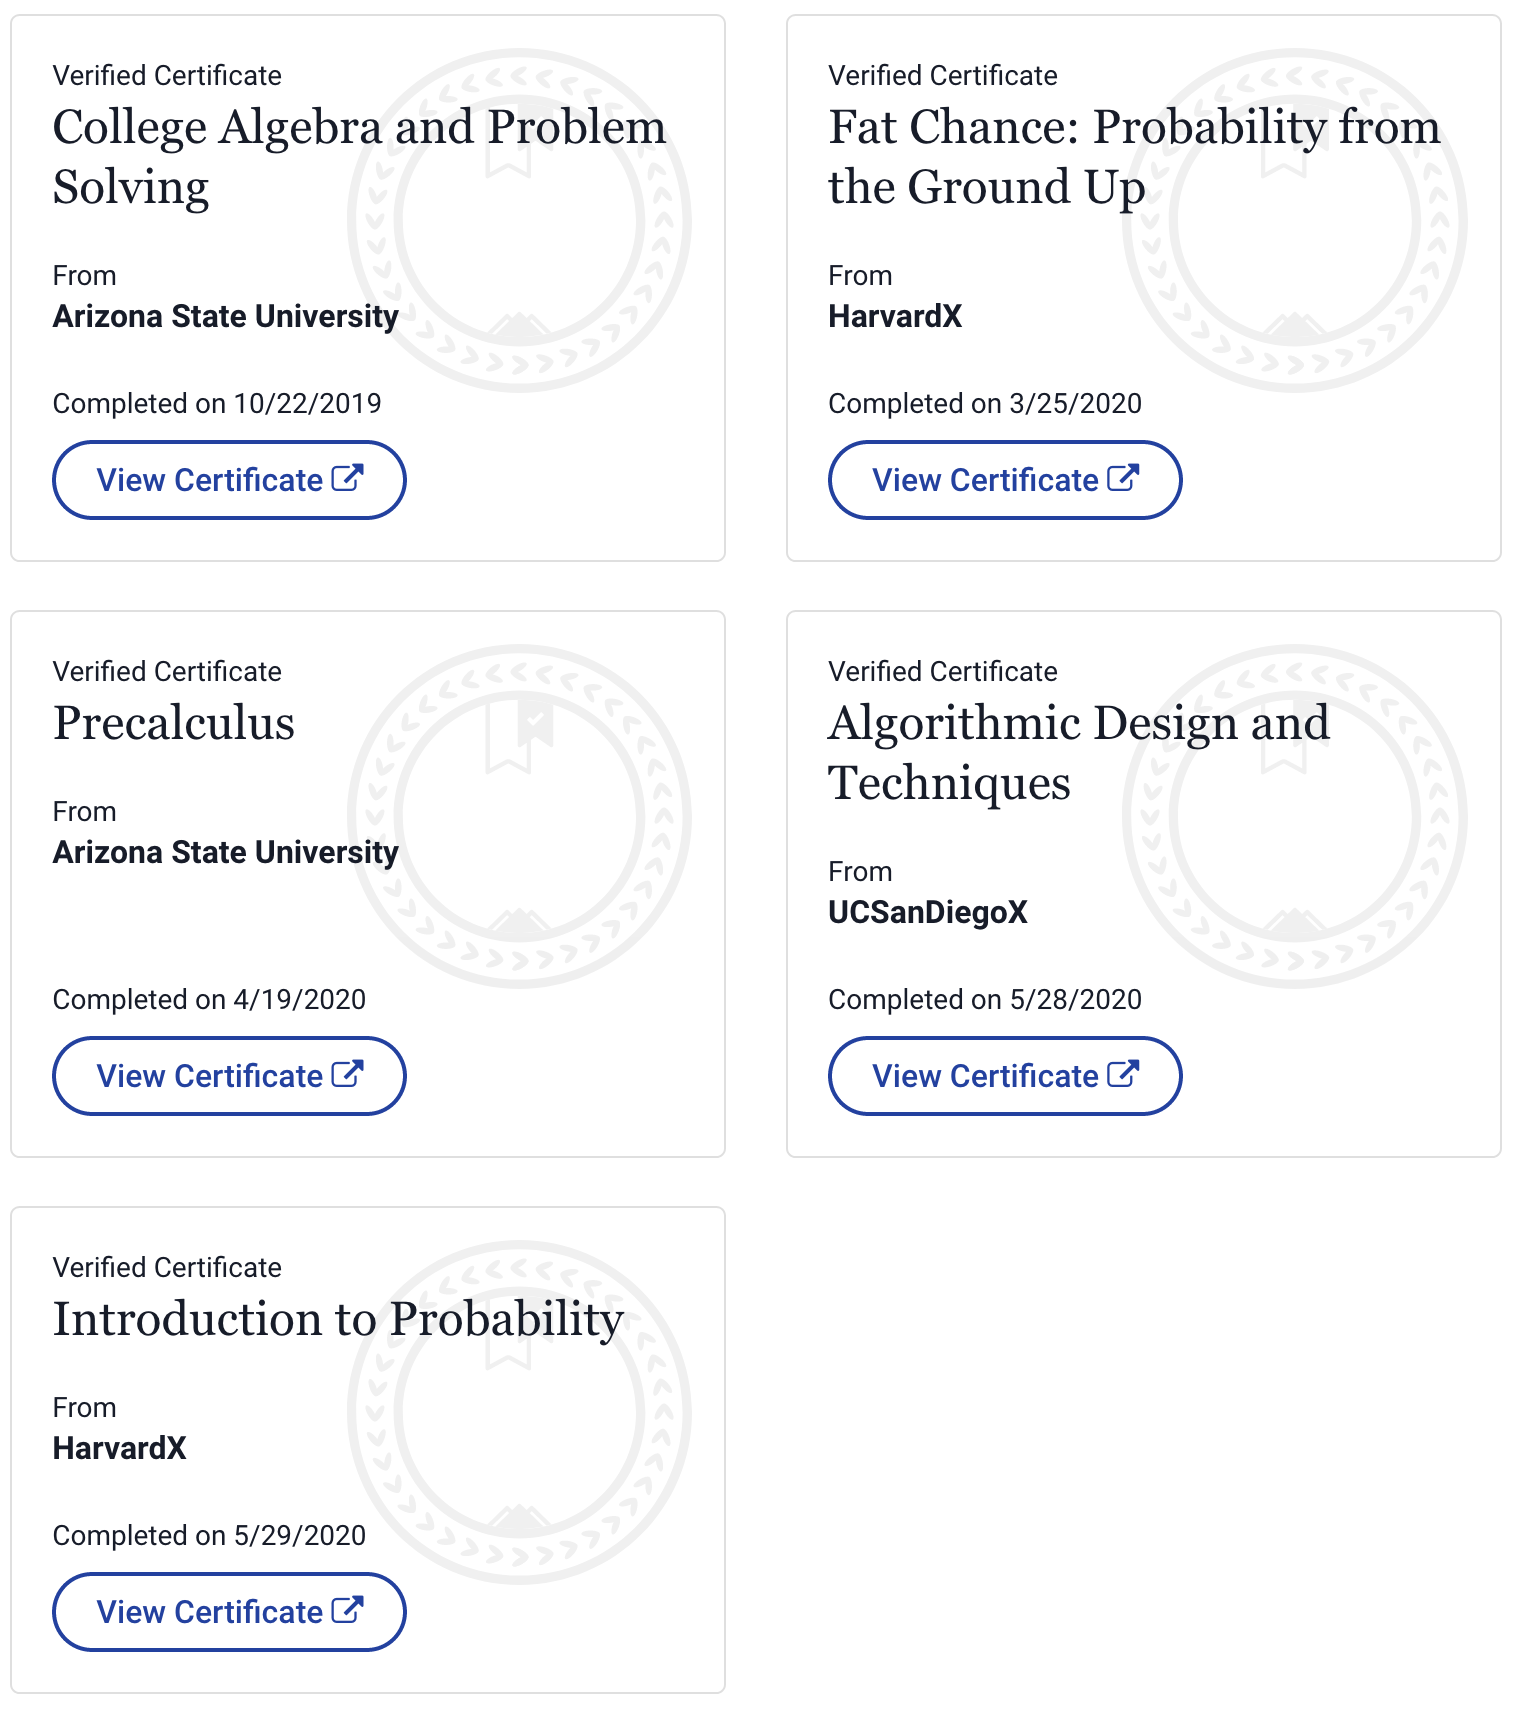 Verified Certificate
College Algebra and Problem
Solving
From
Arizona State University
Completed on 10/22/2019
View Certificate
Verified Certificate
Fat Chance: Probability from
the Ground Up
From
HarvardX
Completed on 3/25/2020
View Certificate
Verified Certificate
Precalculus
From
Arizona State University
Completed on 4/19/2020
View Certificate
Verified Certificate
Algorithmic Design and
Techniques
From
UCSanDiegoX
Completed on 5/28/2020
View Certificate
Verified Certificate
Introduction to Probability
From
HarvardX
Completed on 5/29/2020
View Certificate